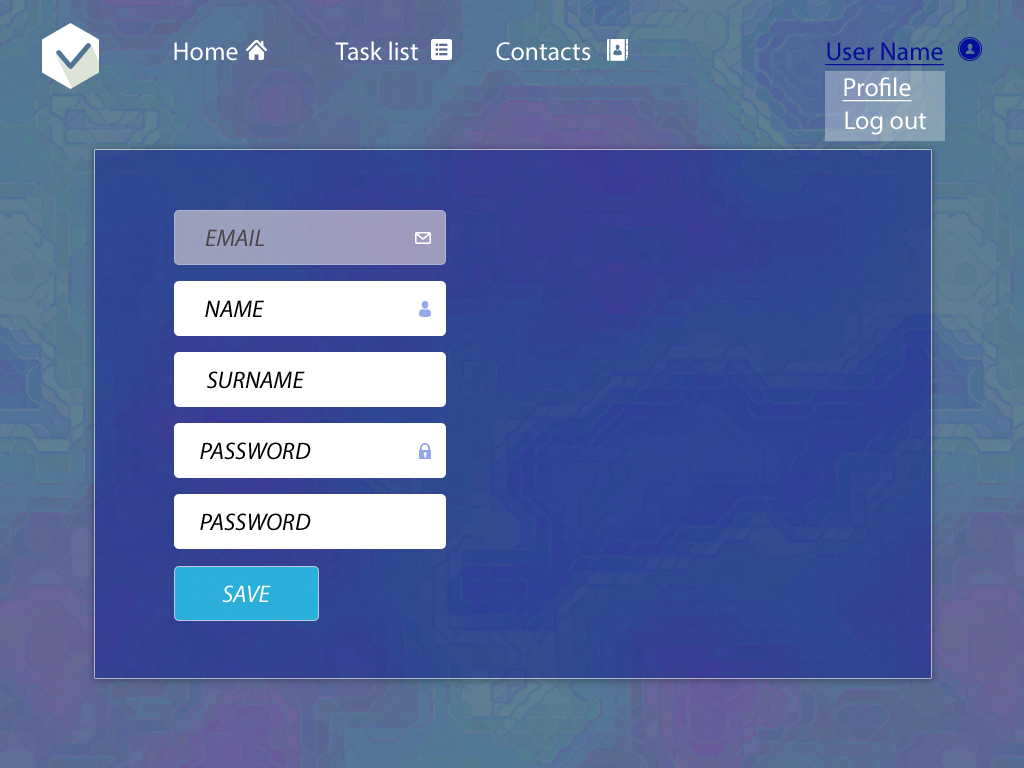 Home
Task list
Contacts
User Name
Profile
Log out
EMAIL
NAME
SURNAME
PASSWORD
PASSWORD
SAVE